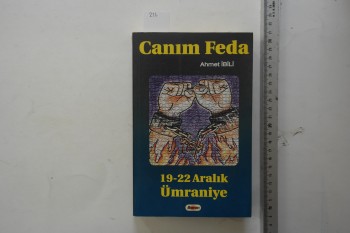 Canım Feda
Ahmet İBİLİ
19-22 Aralık
Ümraniye